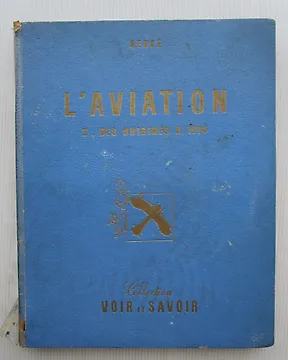 HERGÉ
L'AVIATION
DES ORIGINES A 1914
Collection
VOIR ET SAVOIR